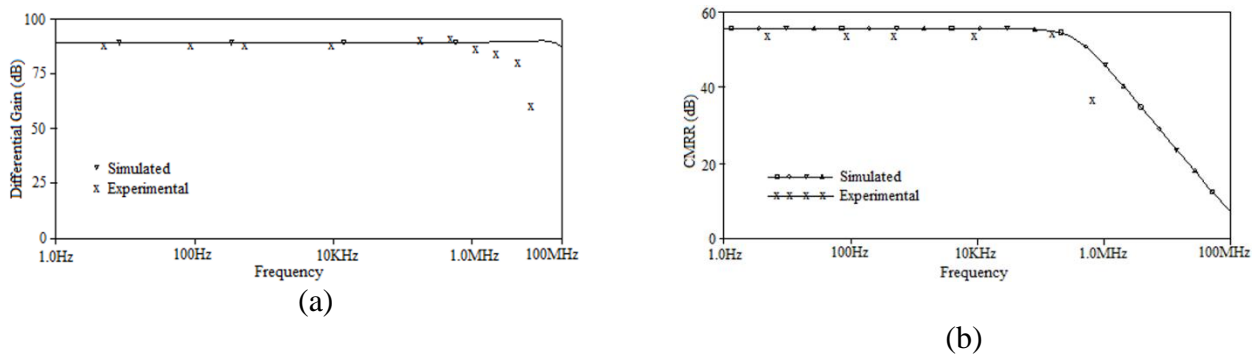 100
75
50
25
0
Differential Gain (dB)
Simulated
Experimental
1.0Hz 100Hz 10KHz 1.0MHz 100MHz
Frequency
(a)
60
40
20
0
CMRR (dB)
Simulated
Experimental
1.0Hz 100Hz 10KHz 1.0MHz 100MHz
Frequency
(b)